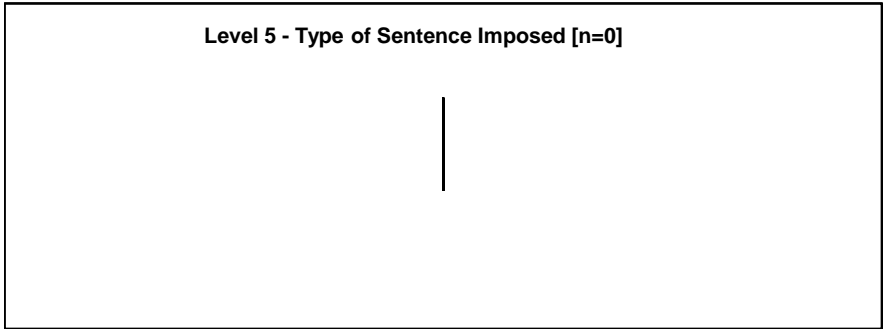 Level 5 - Type of Sentence Imposed [n=0]